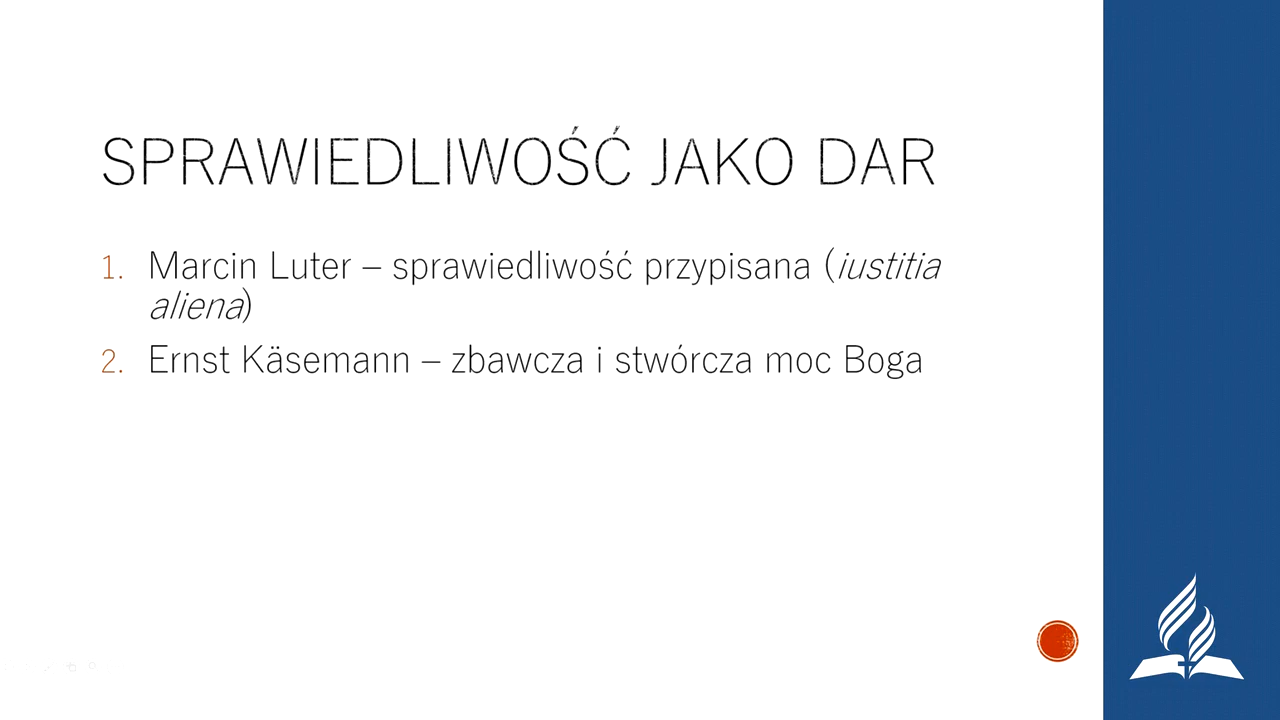 SPRAWIEDLIWOŚĆ JAKO DAR
1. Marcin Luter – sprawiedliwość przypisana (iustitia
aliena)
2. Ernst Käsemann – zbawcza i stwórcza moc Boga